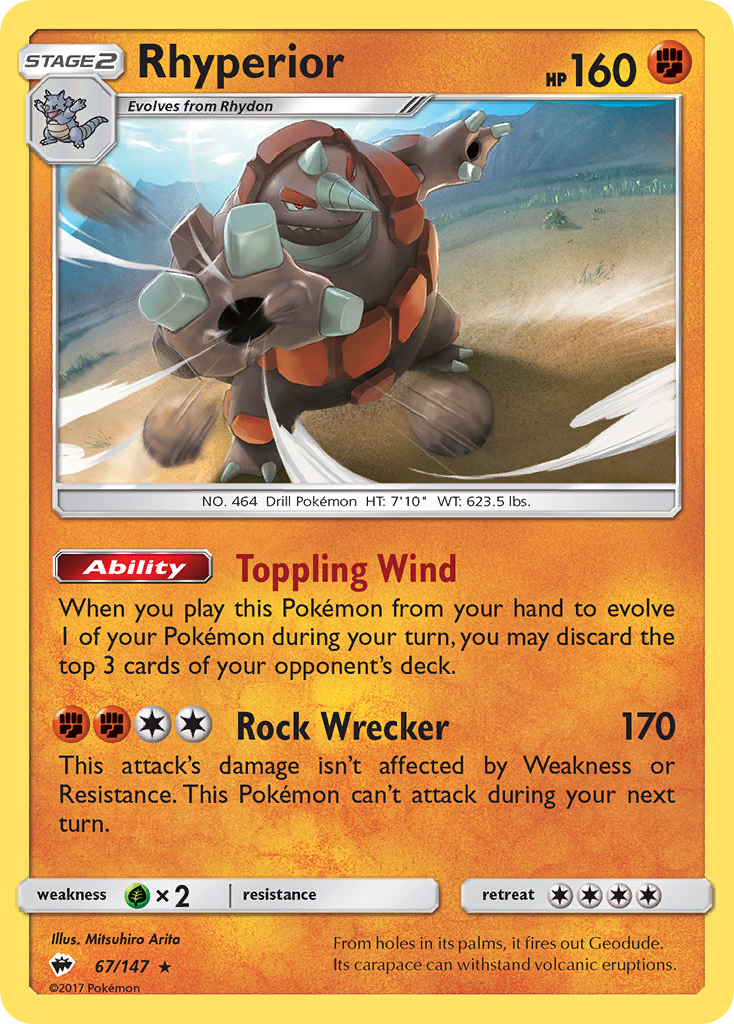 STAGE 2
Rhyperior
HP 160
Evolves from Rhydon
NO. 464 Drill Pokémon HT: 7'10" WT: 623.5 lbs.
Ability
Toppling Wind
When you play this Pokémon from your hand to evolve
1 of your Pokémon during your turn, you may discard the
top 3 cards of your opponent's deck.
Rock Wrecker 170
This attack's damage isn't affected by Weakness or
Resistance. This Pokémon can't attack during your next
turn.
weakness × 2 resistance retreat
Illus. Mitsuhiro Arita
67/147 ★
©2017 Pokémon
From holes in its palms, it fires out Geodude.
Its carapace can withstand volcanic eruptions.